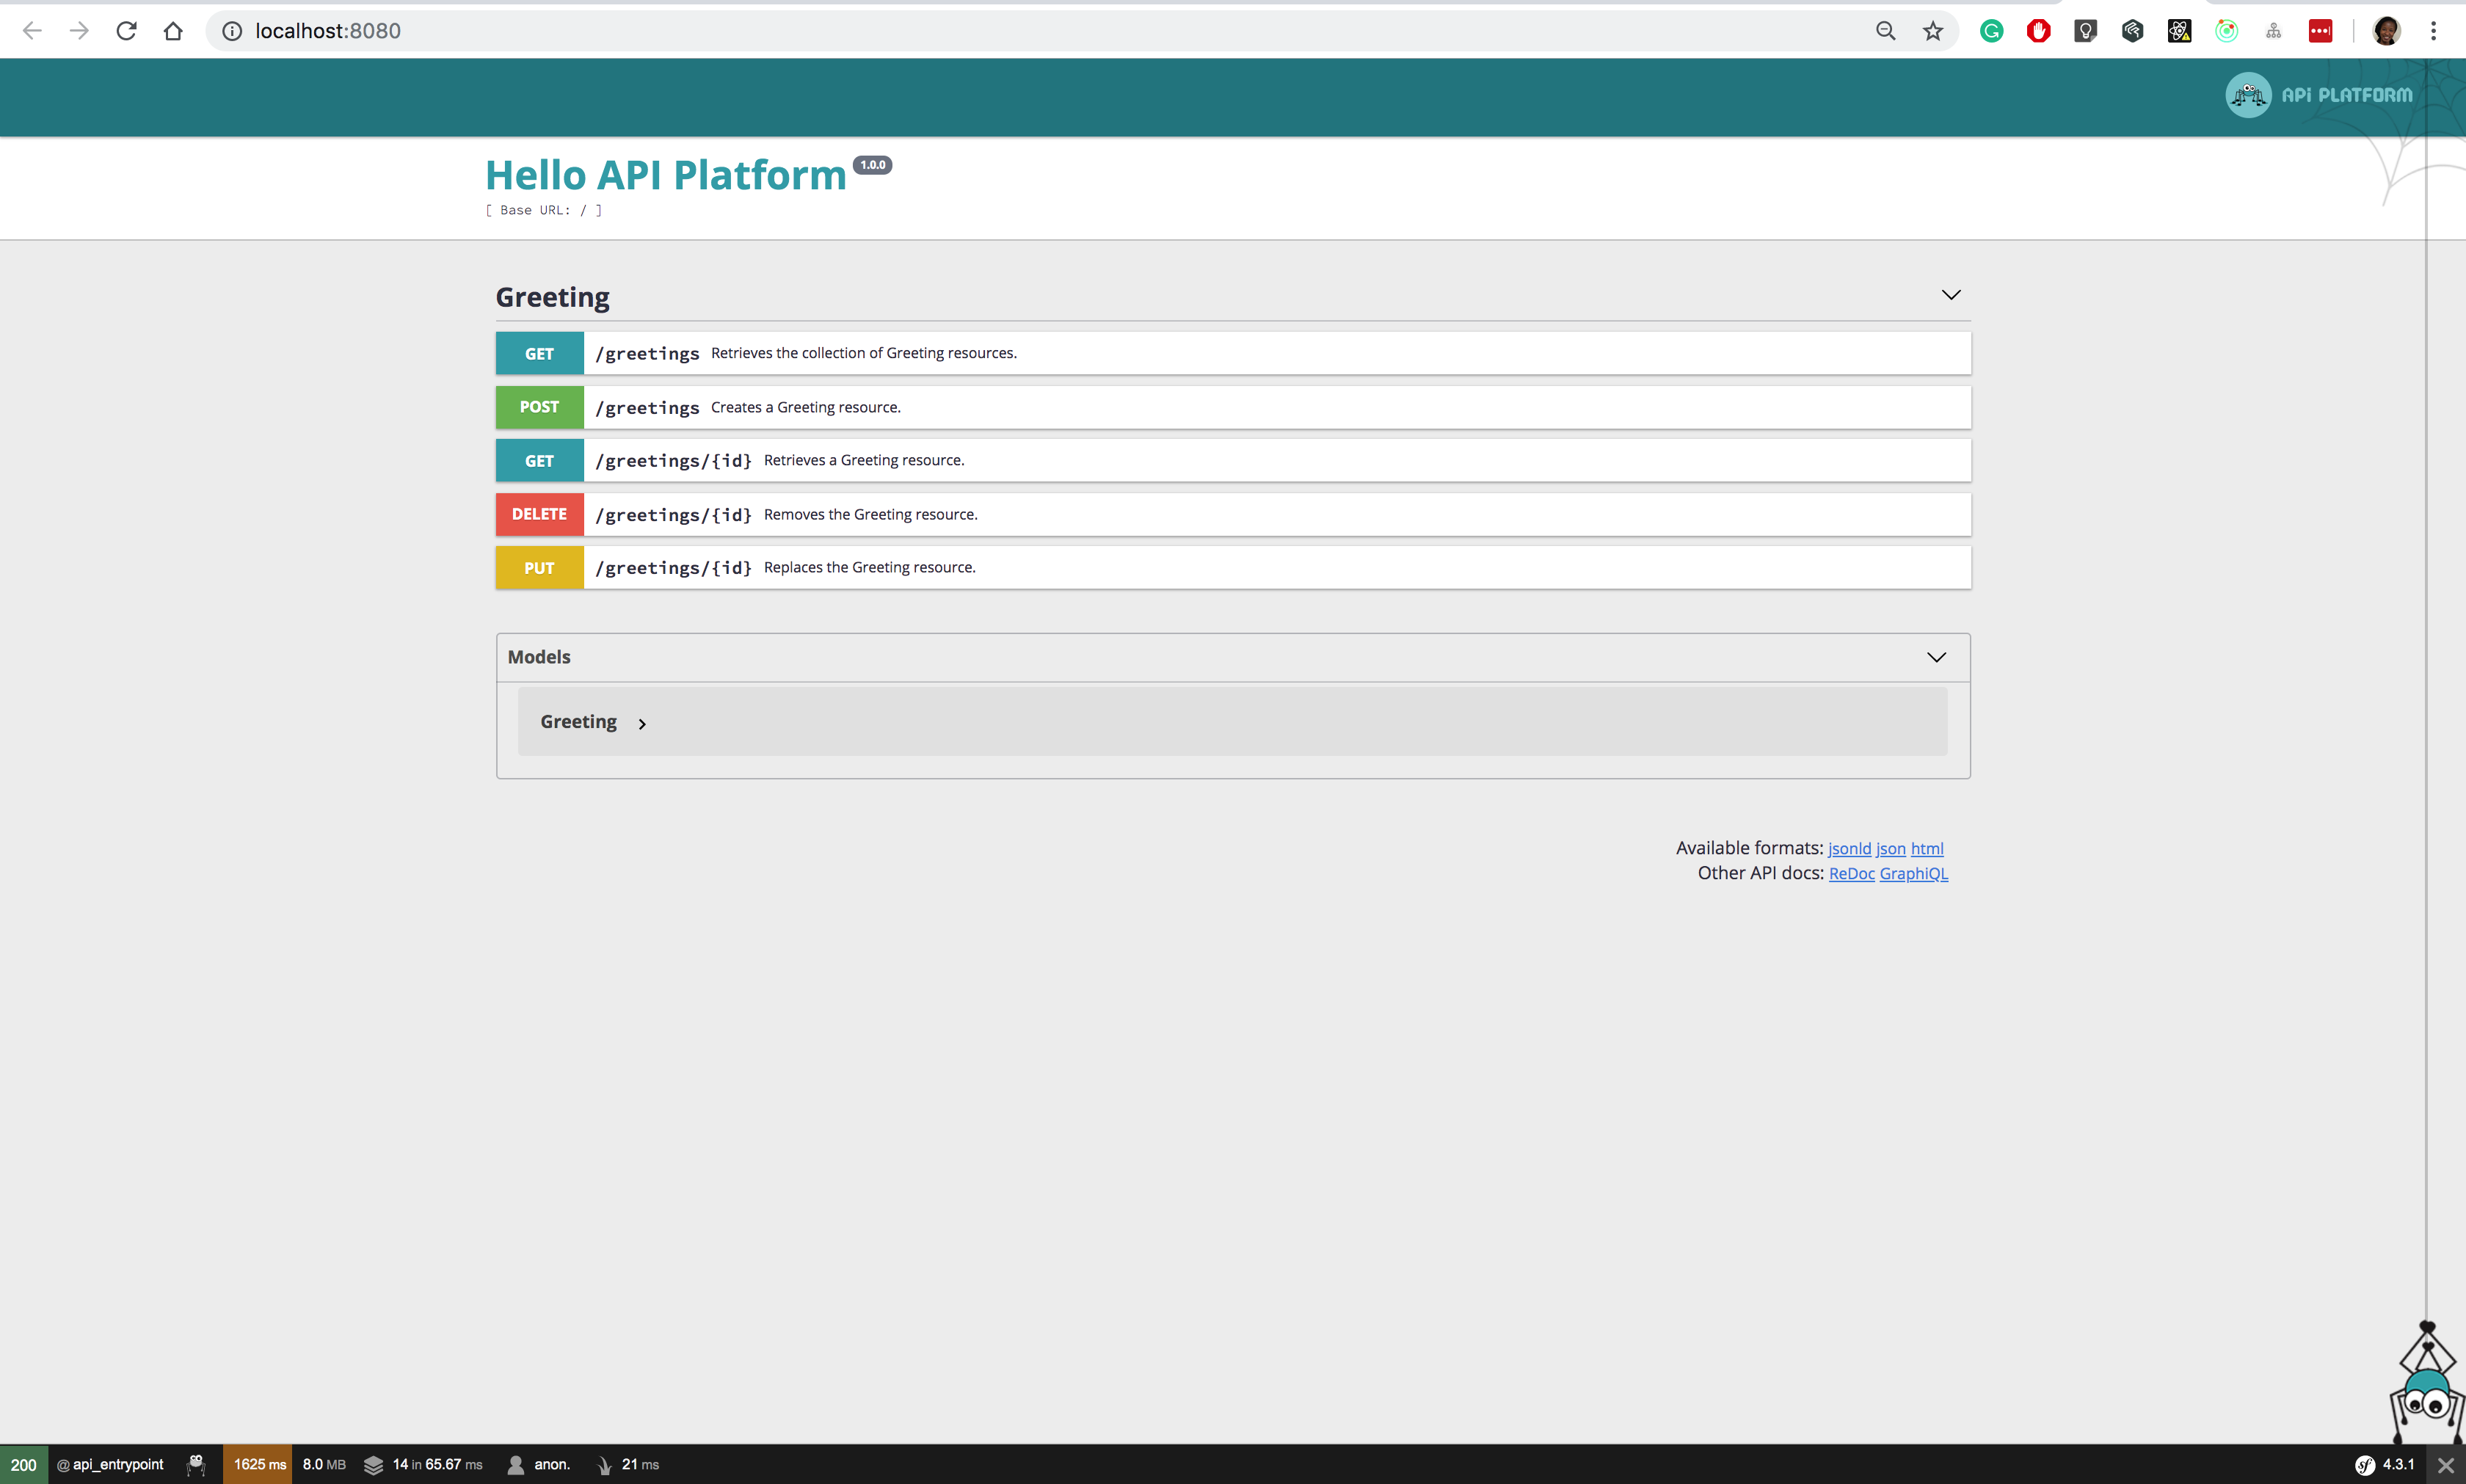 localhost:8080
API PLATFORM
Hello API Platform 1.0.0
[ Base URL: / ]
Greeting
GET /greetings Retrieves the collection of Greeting resources.
POST /greetings Creates a Greeting resource.
GET /greetings/{id} Retrieves a Greeting resource.
DELETE /greetings/{id} Removes the Greeting resource.
PUT /greetings/{id} Replaces the Greeting resource.
Models
Greeting
Available formats: jsonld json html
Other API docs: ReDoc GraphiQL
200 @ api_entrypoint 1625 ms 8.0 MB 14 in 65.67 ms anon. 21 ms sf 4.3.1